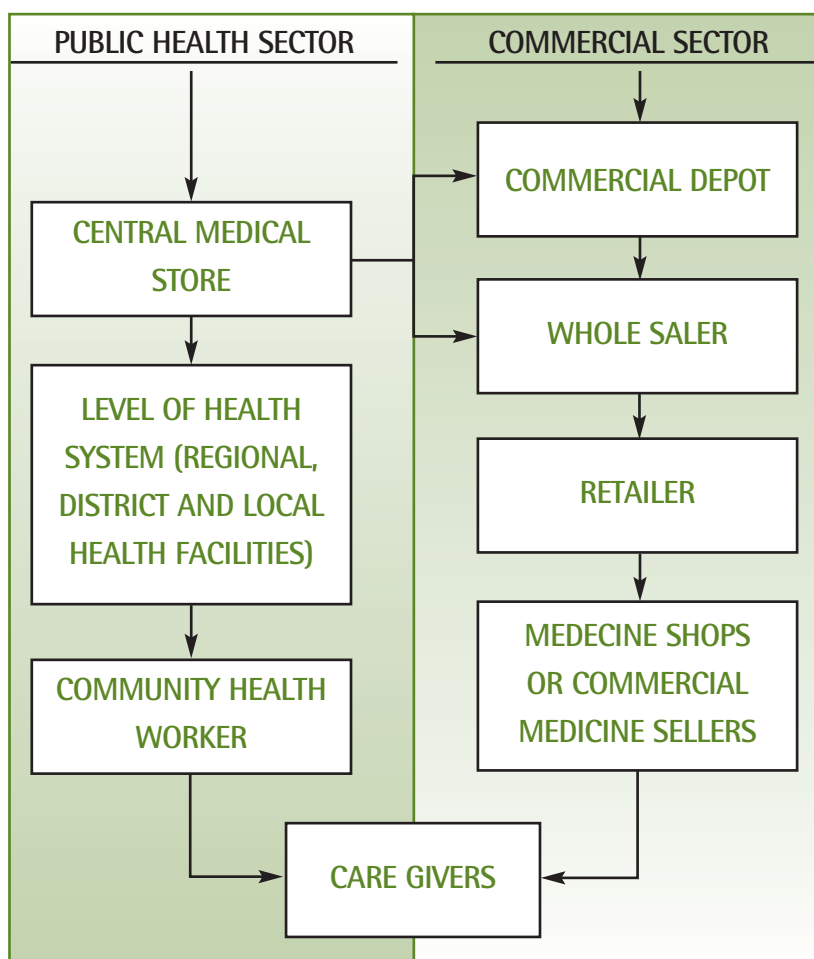 PUBLIC HEALTH SECTOR
CENTRAL MEDICAL
STORE
LEVEL OF HEALTH
SYSTEM (REGIONAL,
DISTRICT AND LOCAL
HEALTH FACILITIES)
COMMUNITY HEALTH
WORKER
COMMERCIAL SECTOR
COMMERCIAL DEPOT
WHOLE SALER
RETAILER
MEDECINE SHOPS
OR COMMERCIAL
MEDICINE SELLERS
CARE GIVERS